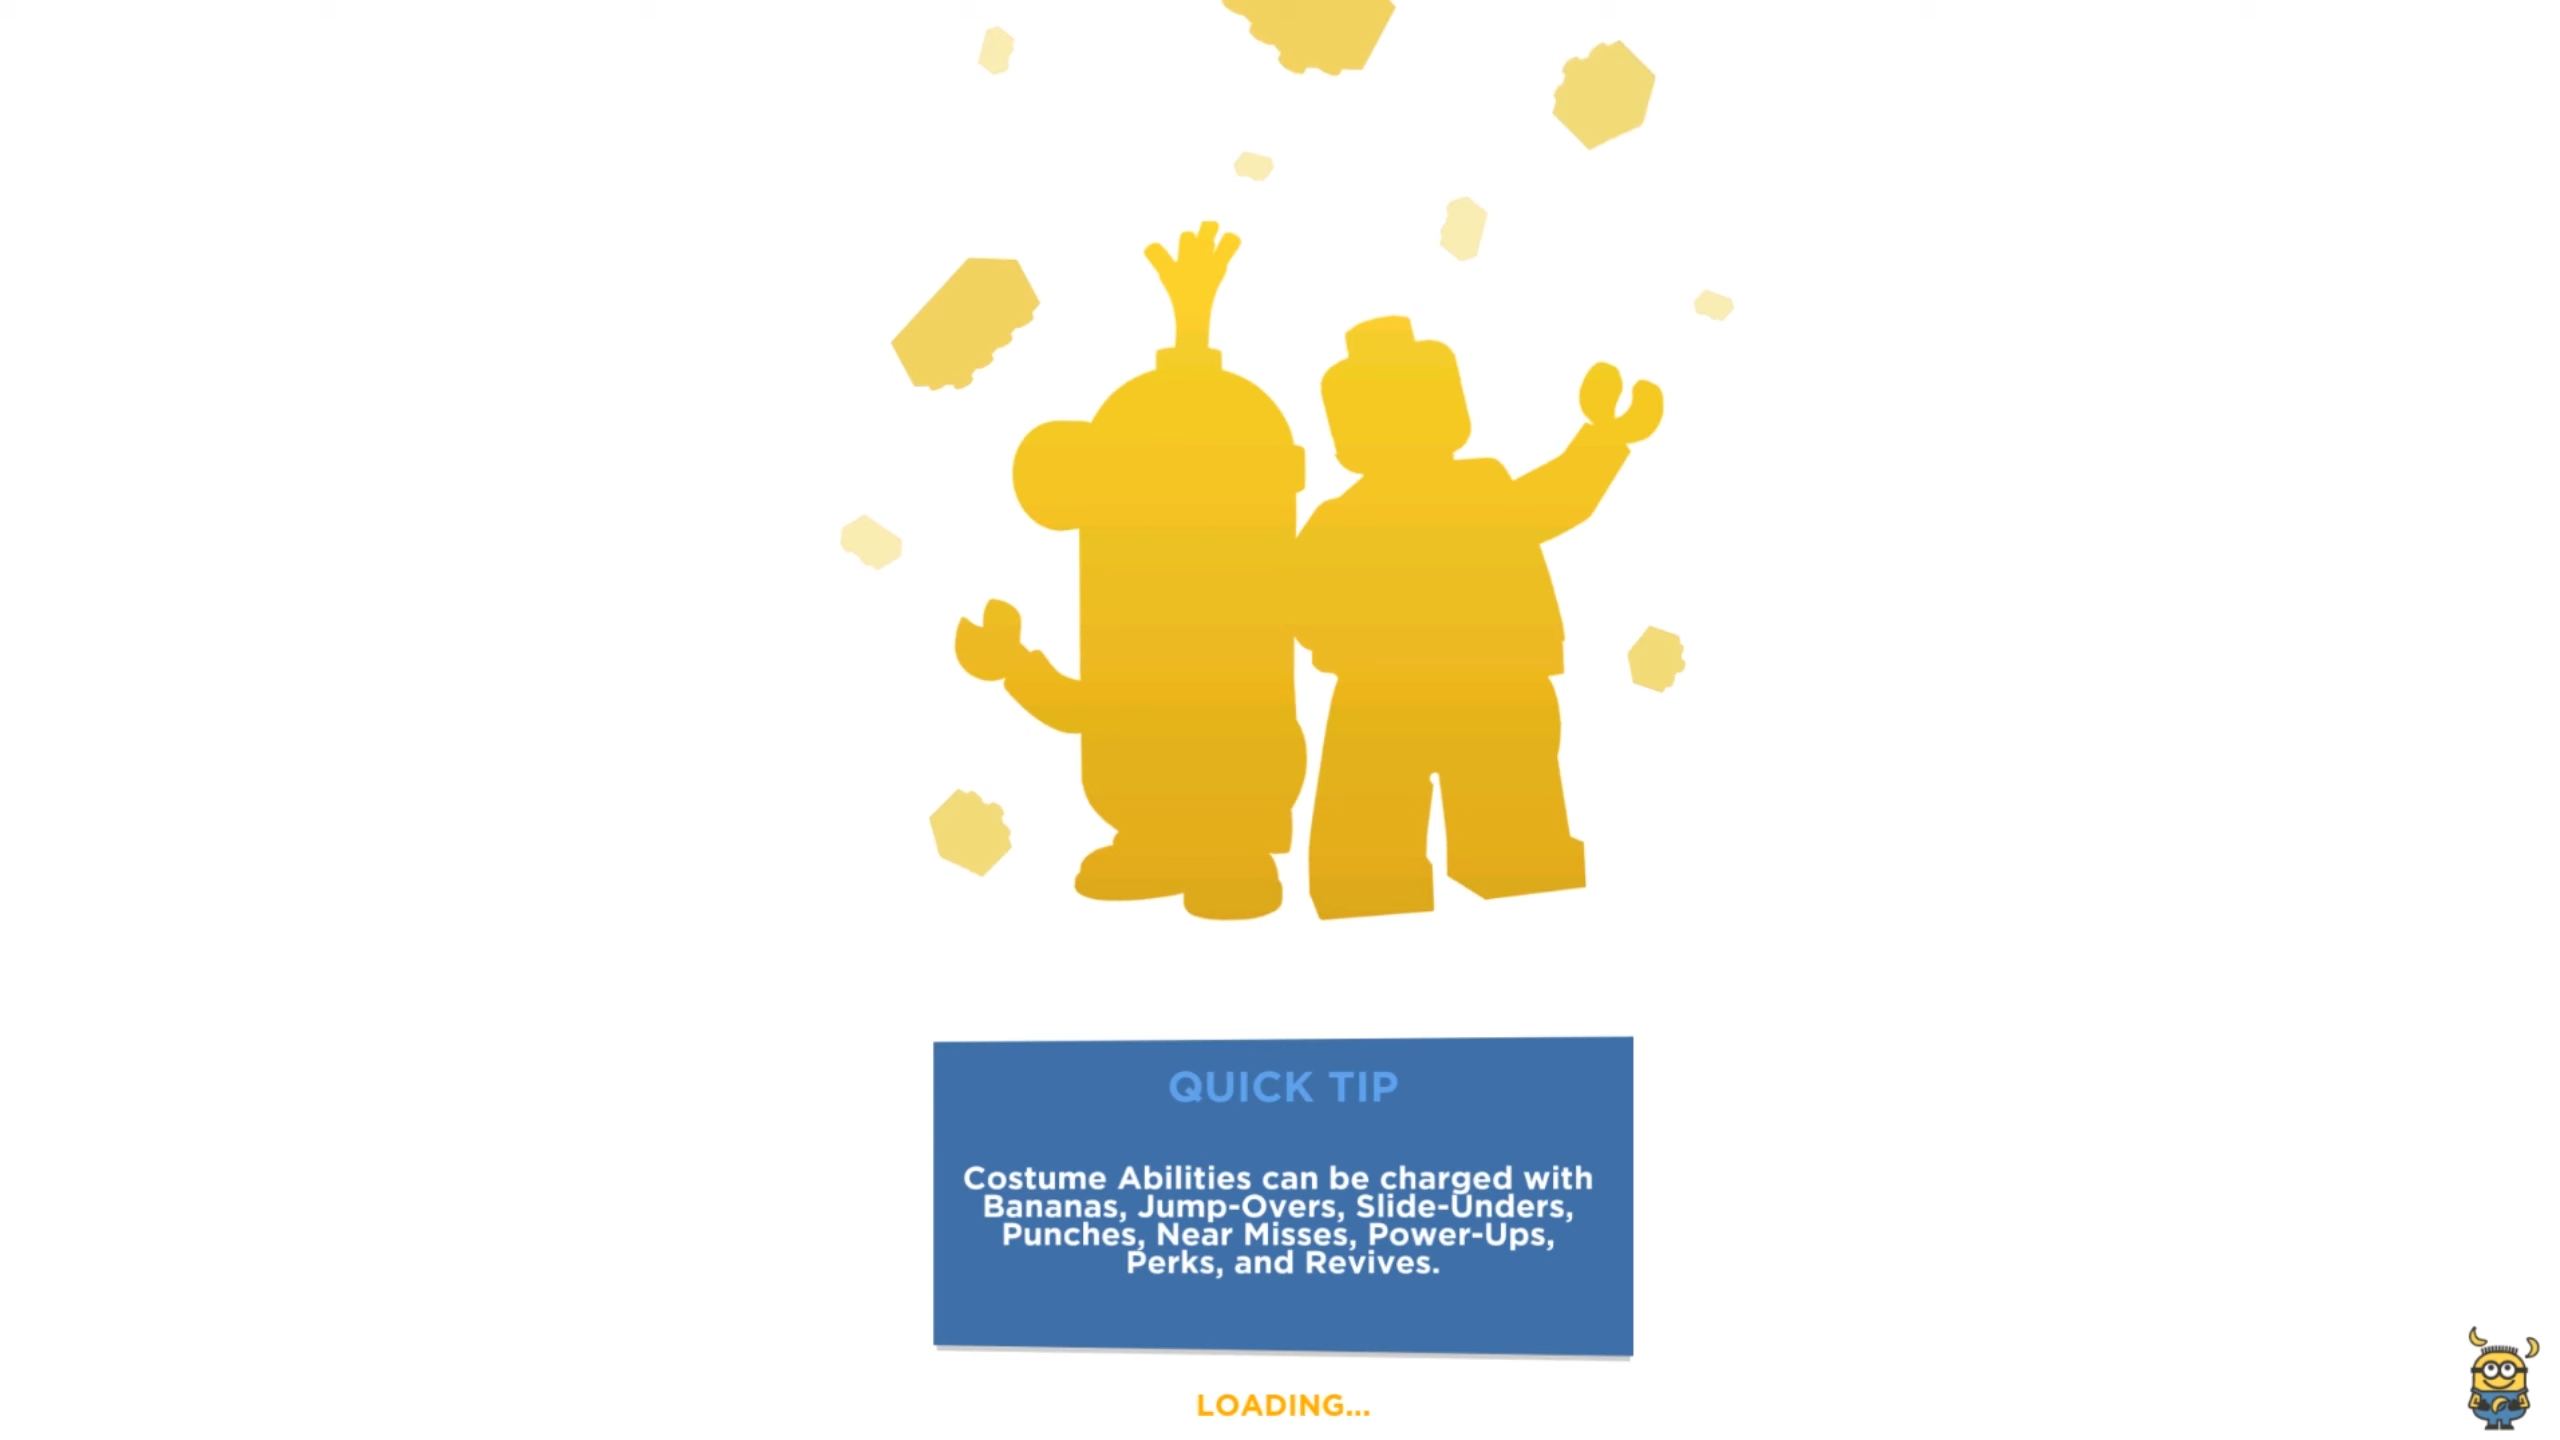 QUICK TIP
Costume Abilities can be charged with
Bananas, Jump-Overs, Slide-Unders,
Punches, Near Misses, Power-Ups,
Perks, and Revives.
LOADING...